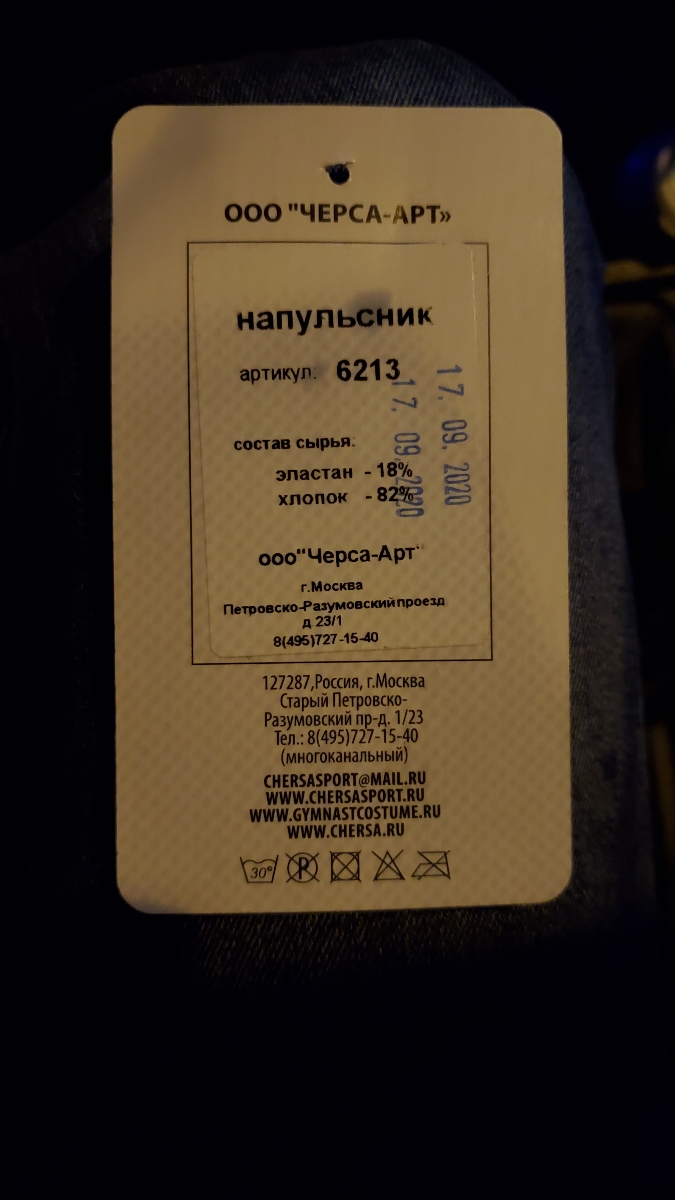 ООО "ЧЕРСА-АРТ»
напульсник
артикул: 6213
17. 09. 2020
17. 09. 2020
состав сырья:
эластан - 18%
хлопок - 82%
ооо"Черса-Арт"
г.Москва
Петровско-Разумовский проезд
д 23/1
8(495)727-15-40
127287,Россия, г.Москва
Старый Петровско-
Разумовский пр-д. 1/23
Тел.: 8(495)727-15-40
(многоканальный)
CHERSASPORT@MAIL.RU
WWW.CHERSASPORT.RU
WWW.GYMNASTCOSTUME.RU
WWW.CHERSA.RU
30° P